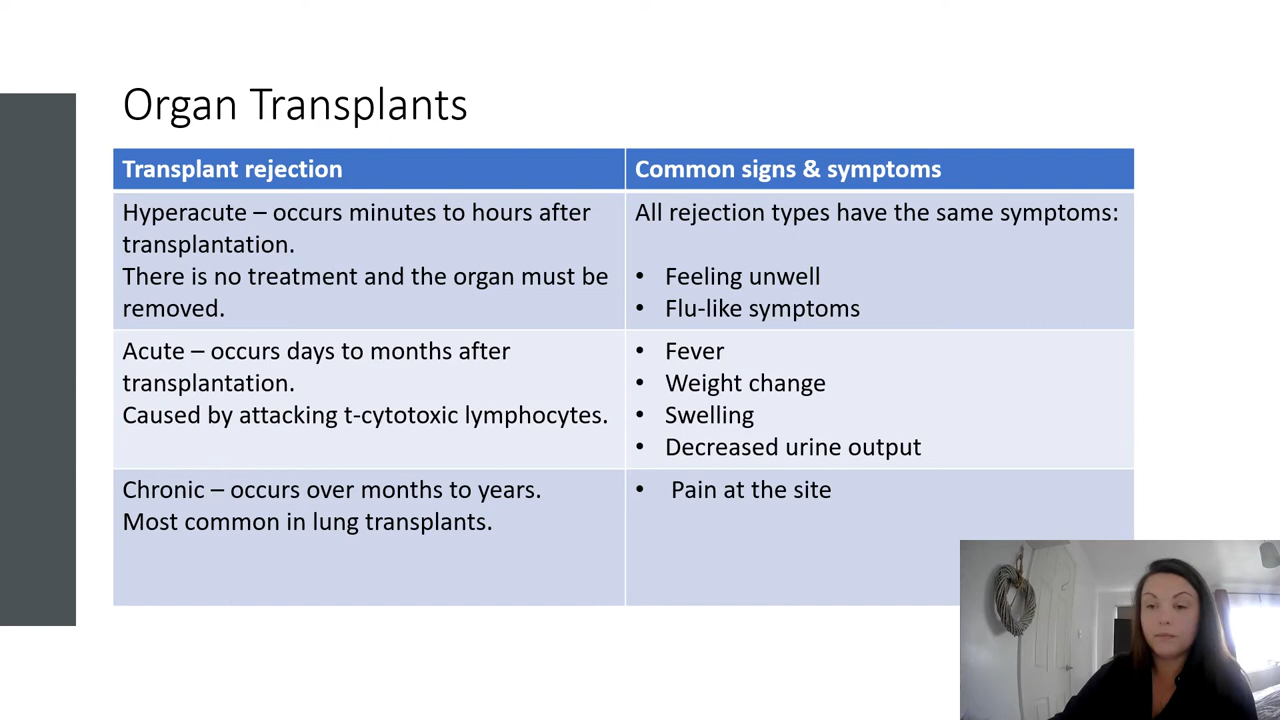 Organ Transplants
Transplant rejection
Common signs & symptoms
Hyperacute – occurs minutes to hours after
transplantation.
There is no treatment and the organ must be
removed.
All rejection types have the same symptoms:
• Feeling unwell
• Flu-like symptoms
Acute – occurs days to months after
transplantation.
Caused by attacking t-cytotoxic lymphocytes.
• Fever
• Weight change
• Swelling
• Decreased urine output
Chronic – occurs over months to years.
Most common in lung transplants.
• Pain at the site